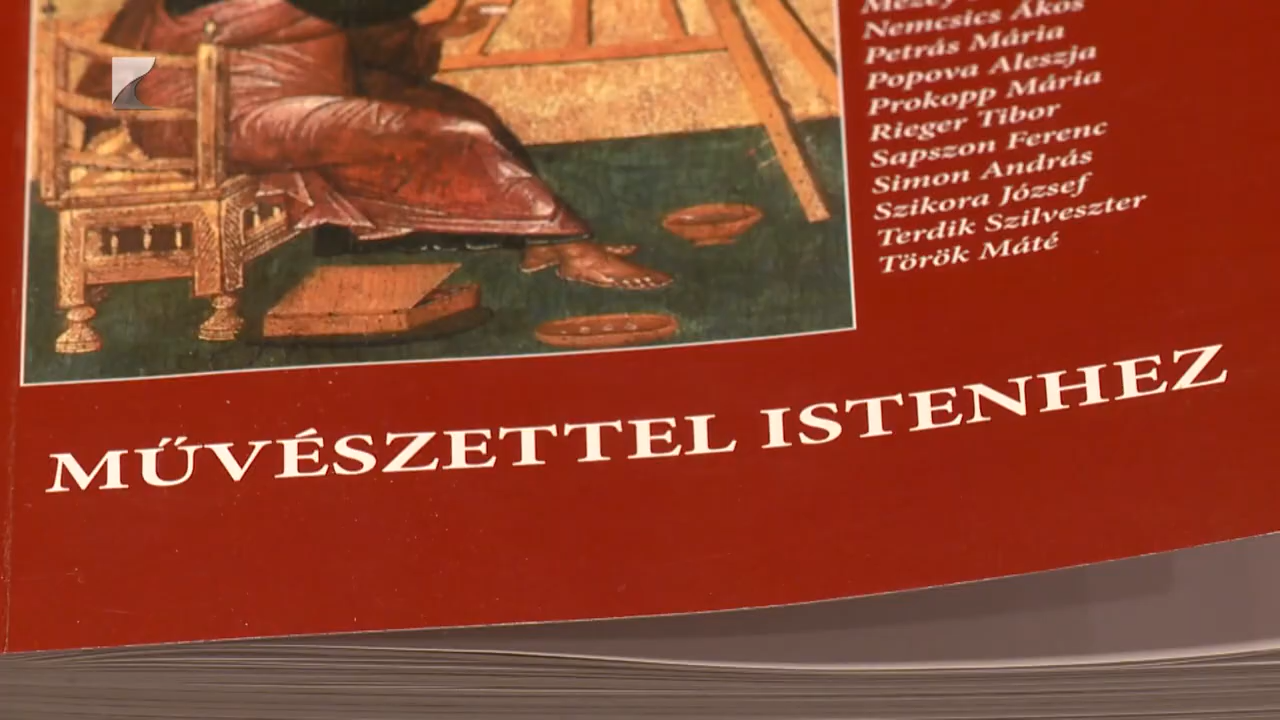 Nemcsics Ákos
Petrás Mária
Popova Aleszja
Prokopp Mária
Rieger Tibor
Sapszon Ferenc
Simon András
Szikora József
Terdik Szilveszter
Török Máté
MŰVÉSZETTEL ISTENHEZ